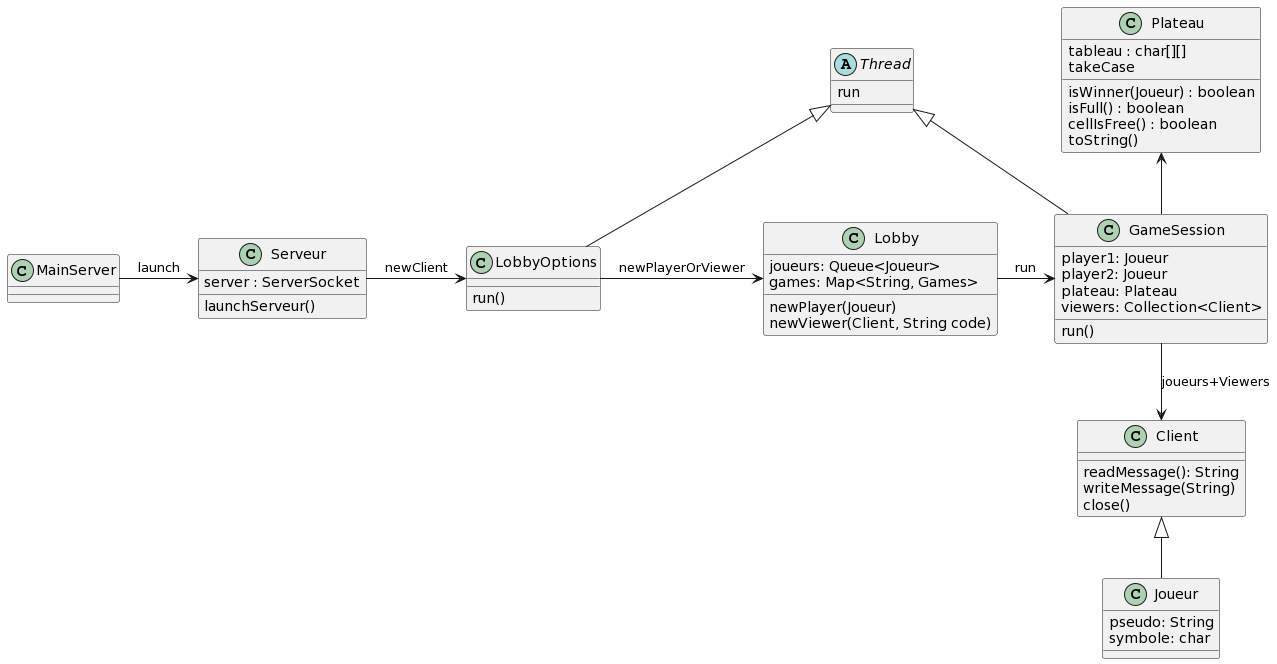 C Plateau
tableau : char[][]
takeCase
isWinner(Joueur) : boolean
isFull() : boolean
cellIsFree() : boolean
toString()
A Thread
run
C MainServer
launch
C Serveur
server : ServerSocket
launchServeur()
newClient
C LobbyOptions
run()
newPlayerOrViewer
C Lobby
joueurs: Queue<Joueur>
games: Map<String, Games>
newPlayer(Joueur)
newViewer(Client, String code)
run
C GameSession
player1: Joueur
player2: Joueur
plateau: Plateau
viewers: Collection<Client>
run()
joueurs+Viewers
C Client
readMessage(): String
writeMessage(String)
close()
C Joueur
pseudo: String
symbole: char